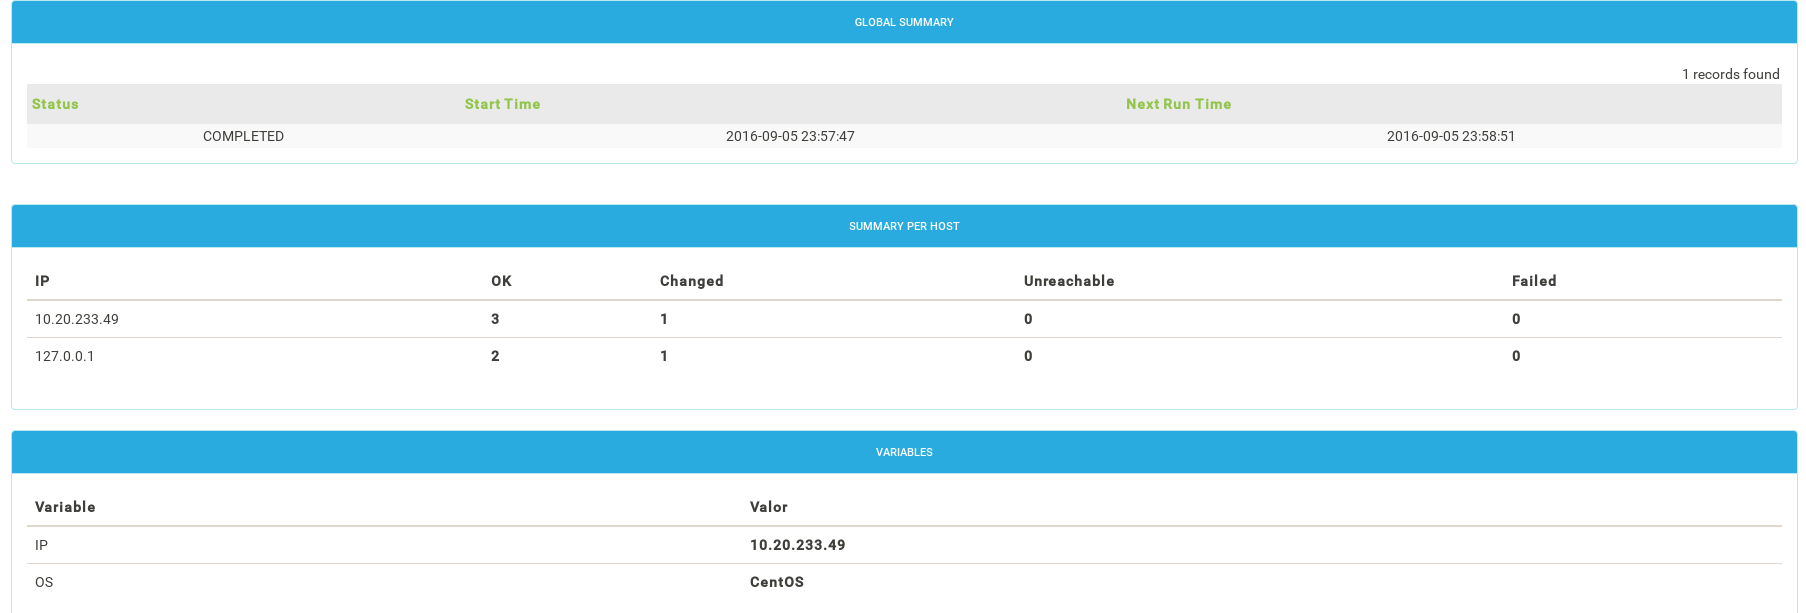 GLOBAL SUMMARY
1 records found
Status Start Time Next Run Time
COMPLETED 2016-09-05 23:57:47 2016-09-05 23:58:51
SUMMARY PER HOST
IP OK Changed Unreachable Failed
10.20.233.49 3 1 0 0
127.0.0.1 2 1 0 0
VARIABLES
Variable Valor
IP 10.20.233.49
OS CentOS